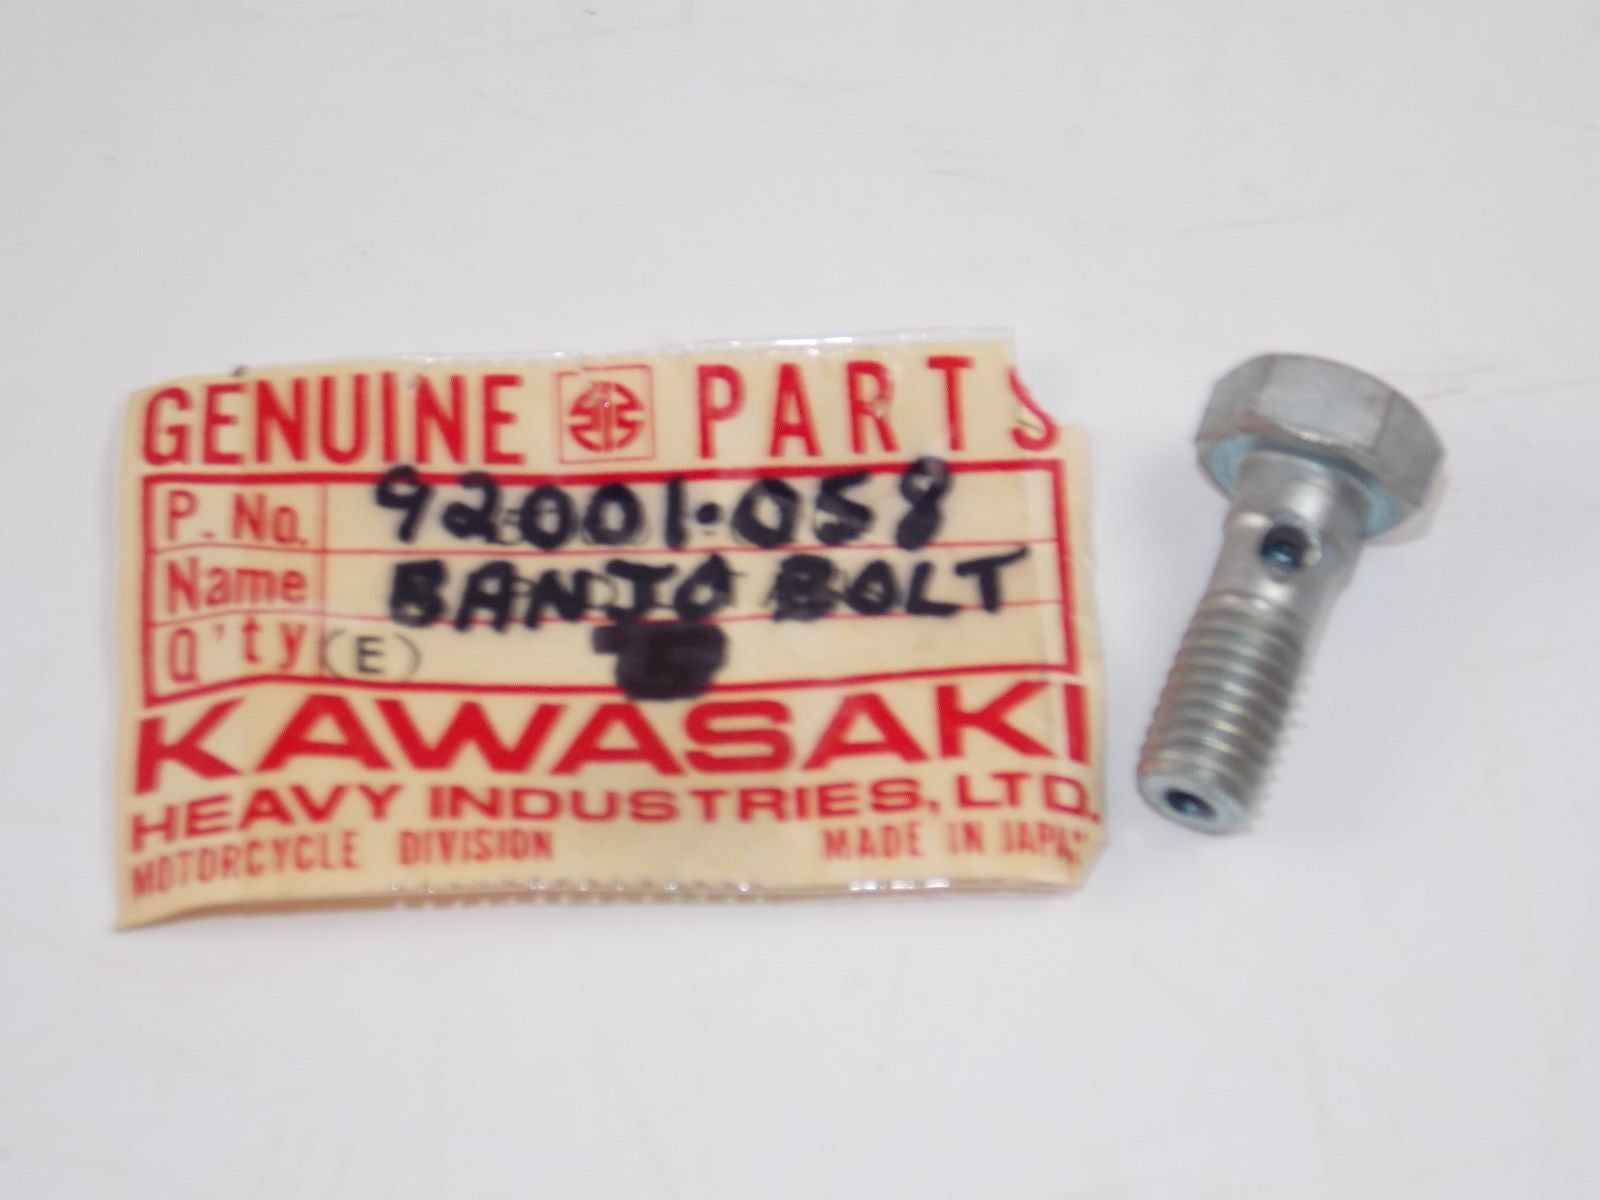 GENUINE PARTS
P. No. 92001-058
Name BANJO BOLT
Q'ty (E)
KAWASAKI
HEAVY INDUSTRIES, LTD.
MOTORCYCLE DIVISION MADE IN JAPAN